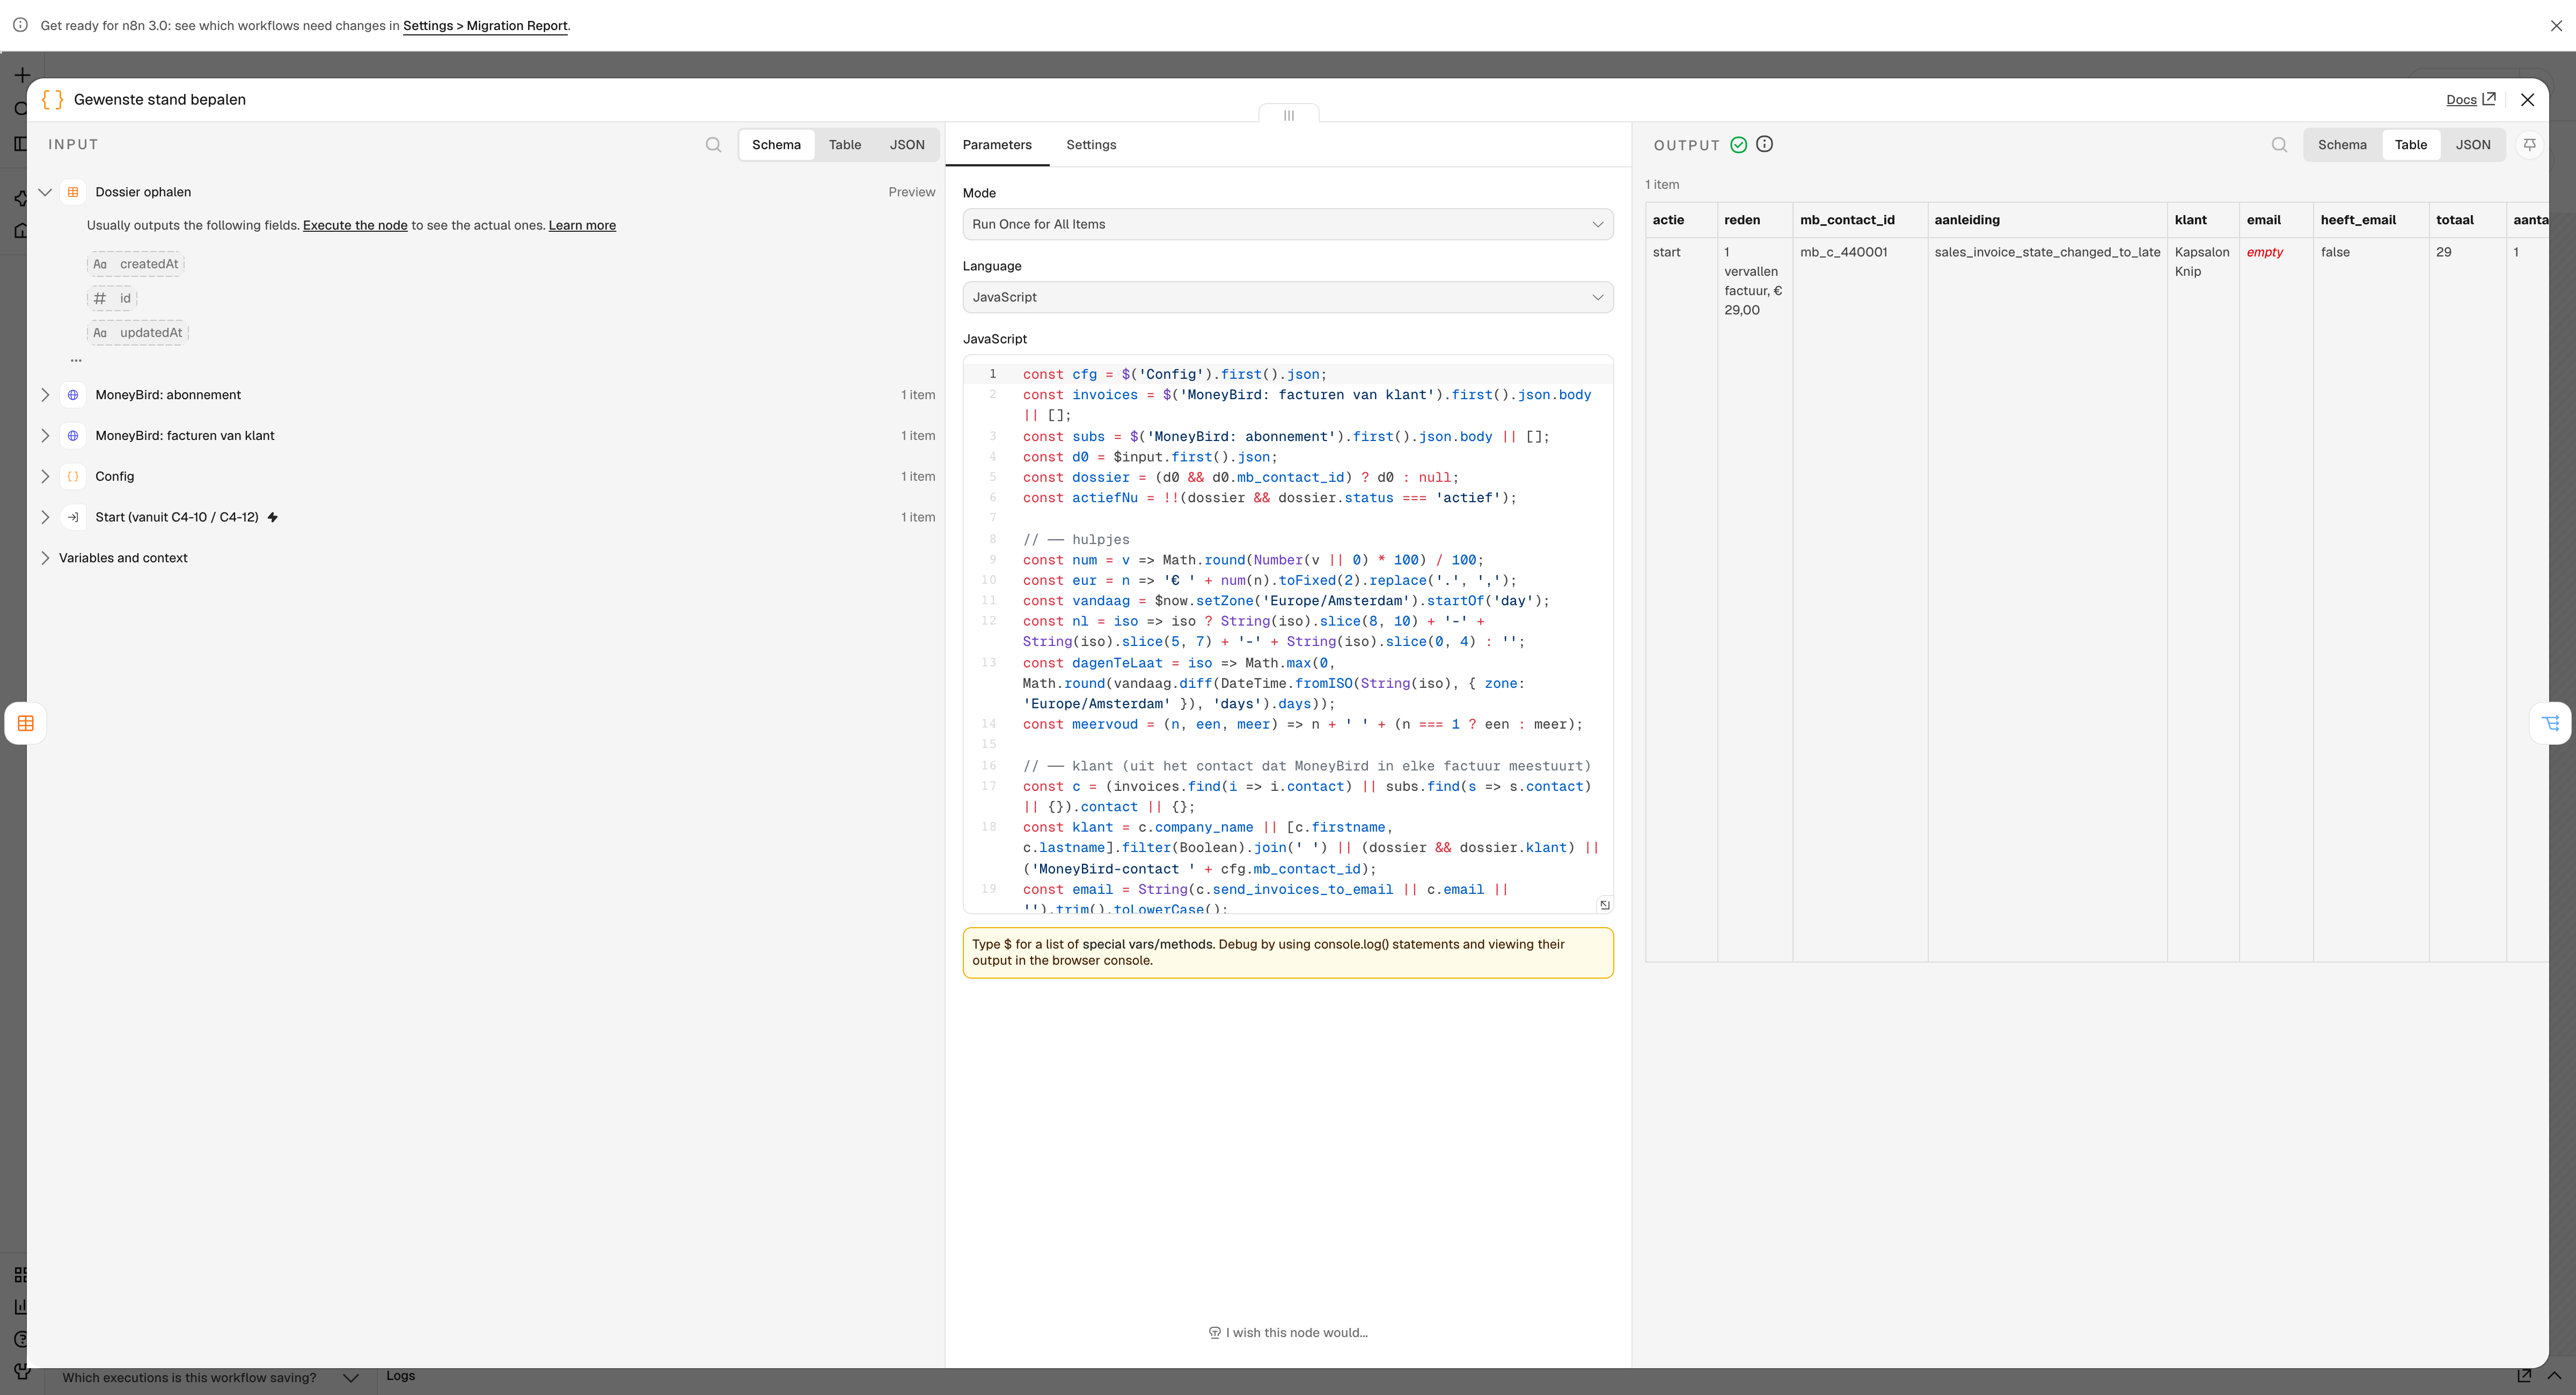 Get ready for n8n 3.0: see which workflows need changes in Settings > Migration Report.
Gewenste stand bepalen
Docs
INPUT
Schema Table JSON
Dossier ophalen
Preview
Usually outputs the following fields. Execute the node to see the actual ones. Learn more
Aa createdAt
# id
Aa updatedAt
...
MoneyBird: abonnement 1 item
MoneyBird: facturen van klant 1 item
Config 1 item
Start (vanuit C4-10 / C4-12) 1 item
Variables and context
Parameters Settings
Mode
Run Once for All Items
Language
JavaScript
JavaScript
1 const cfg = $('Config').first().json;
2 const invoices = $('MoneyBird: facturen van klant').first().json.body
|| [];
3 const subs = $('MoneyBird: abonnement').first().json.body || [];
4 const d0 = $input.first().json;
5 const dossier = (d0 && d0.mb_contact_id) ? d0 : null;
6 const actiefNu = !!(dossier && dossier.status === 'actief');
7
8 // —— hulpjes
9 const num = v => Math.round(Number(v || 0) * 100) / 100;
10 const eur = n => '€ ' + num(n).toFixed(2).replace('.', ',');
11 const vandaag = $now.setZone('Europe/Amsterdam').startOf('day');
12 const nl = iso => iso ? String(iso).slice(8, 10) + '-' +
String(iso).slice(5, 7) + '-' + String(iso).slice(0, 4) : '';
13 const dagenTeLaat = iso => Math.max(0,
Math.round(vandaag.diff(DateTime.fromISO(String(iso), { zone:
'Europe/Amsterdam' }), 'days').days));
14 const meervoud = (n, een, meer) => n + ' ' + (n === 1 ? een : meer);
15
16 // —— klant (uit het contact dat MoneyBird in elke factuur meestuurt)
17 const c = (invoices.find(i => i.contact) || subs.find(s => s.contact)
|| {}).contact || {};
18 const klant = c.company_name || [c.firstname,
c.lastname].filter(Boolean).join(' ') || (dossier && dossier.klant) ||
('MoneyBird-contact ' + cfg.mb_contact_id);
19 const email = String(c.send_invoices_to_email || c.email ||
'').trim().toLowerCase();
Type $ for a list of special vars/methods. Debug by using console.log() statements and viewing their
output in the browser console.
I wish this node would...
OUTPUT
Schema Table JSON
1 item
actie reden mb_contact_id aanleiding klant email heeft_email totaal aanta
start 1 mb_c_440001 sales_invoice_state_changed_to_late Kapsalon empty false 29 1
vervallen Knip
factuur, €
29,00
Which executions is this workflow saving?
Logs